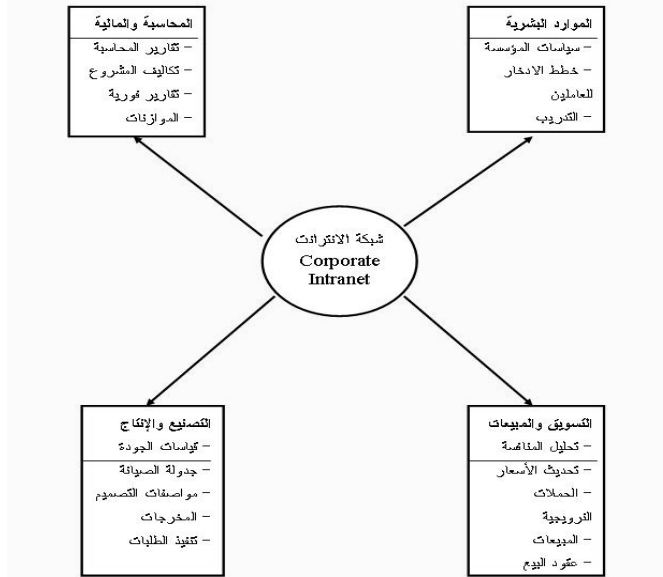 الموارد البشرية
– سياسات المؤسسة
– خطط الادخار
للعاملين
– التدريب
المحاسبة والمالية
– تقارير المحاسبة
– تكاليف المشروع
– تقارير فورية
– الموازنات
شبكة الانترانت
Corporate
Intranet
التسويق والمبيعات
– تحليل المنافسة
– تحديث الأسعار
– الحملات
الترويجية
– المبيعات
– عقود البيع
التصنيع والإنتاج
– قياسات الجودة
– جدولة الصيانة
– مواصفات التصميم
– المخرجات
– تنفيذ الطلبات